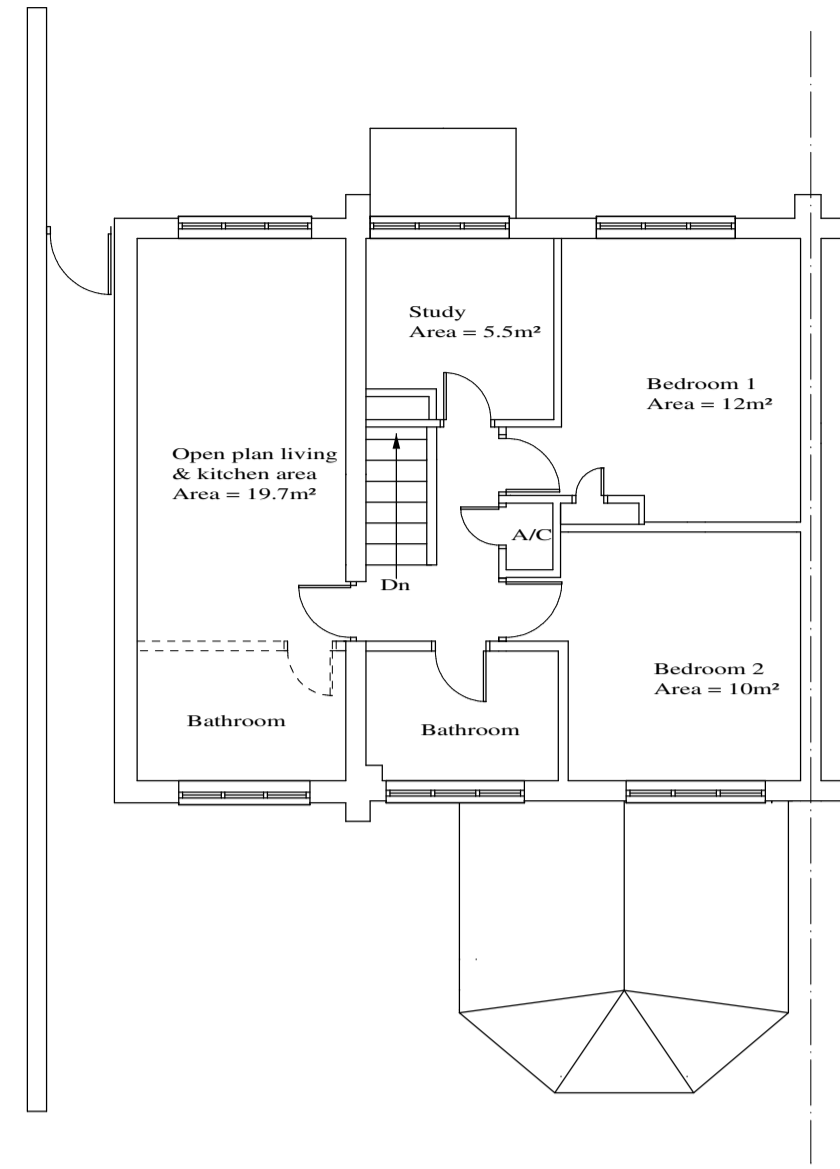 Study
Area = 5.5m²
Bedroom 1
Area = 12m²
Open plan living
& kitchen area
Area = 19.7m²
A/C
Dn
Bedroom 2
Area = 10m²
Bathroom
Bathroom